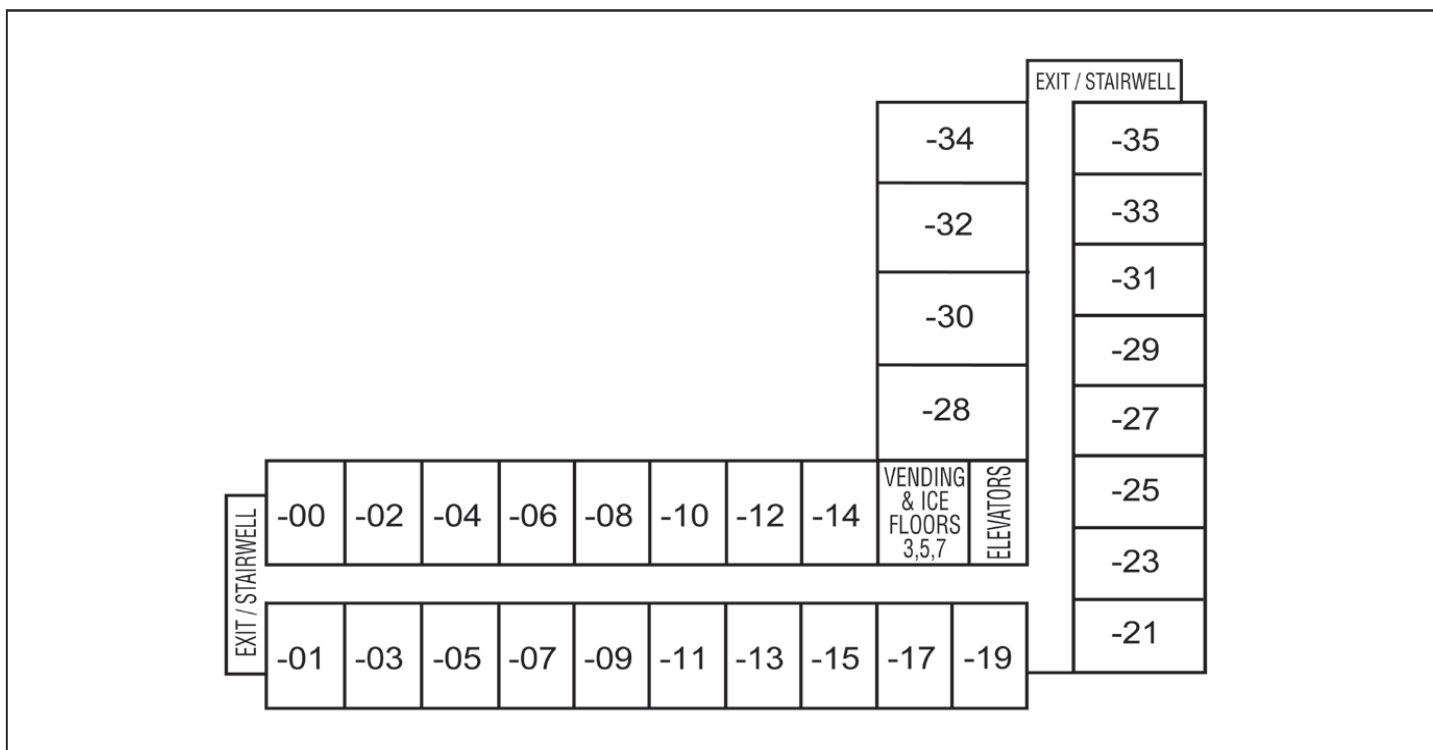 EXIT / STAIRWELL
-34
-35
-32
-33
-31
-30
-29
-28
-27
-25
-23
-21
VENDING
& ICE
FLOORS
3,5,7
ELEVATORS
-00 -02 -04 -06 -08 -10 -12 -14
EXIT / STAIRWELL
-01 -03 -05 -07 -09 -11 -13 -15 -17 -19